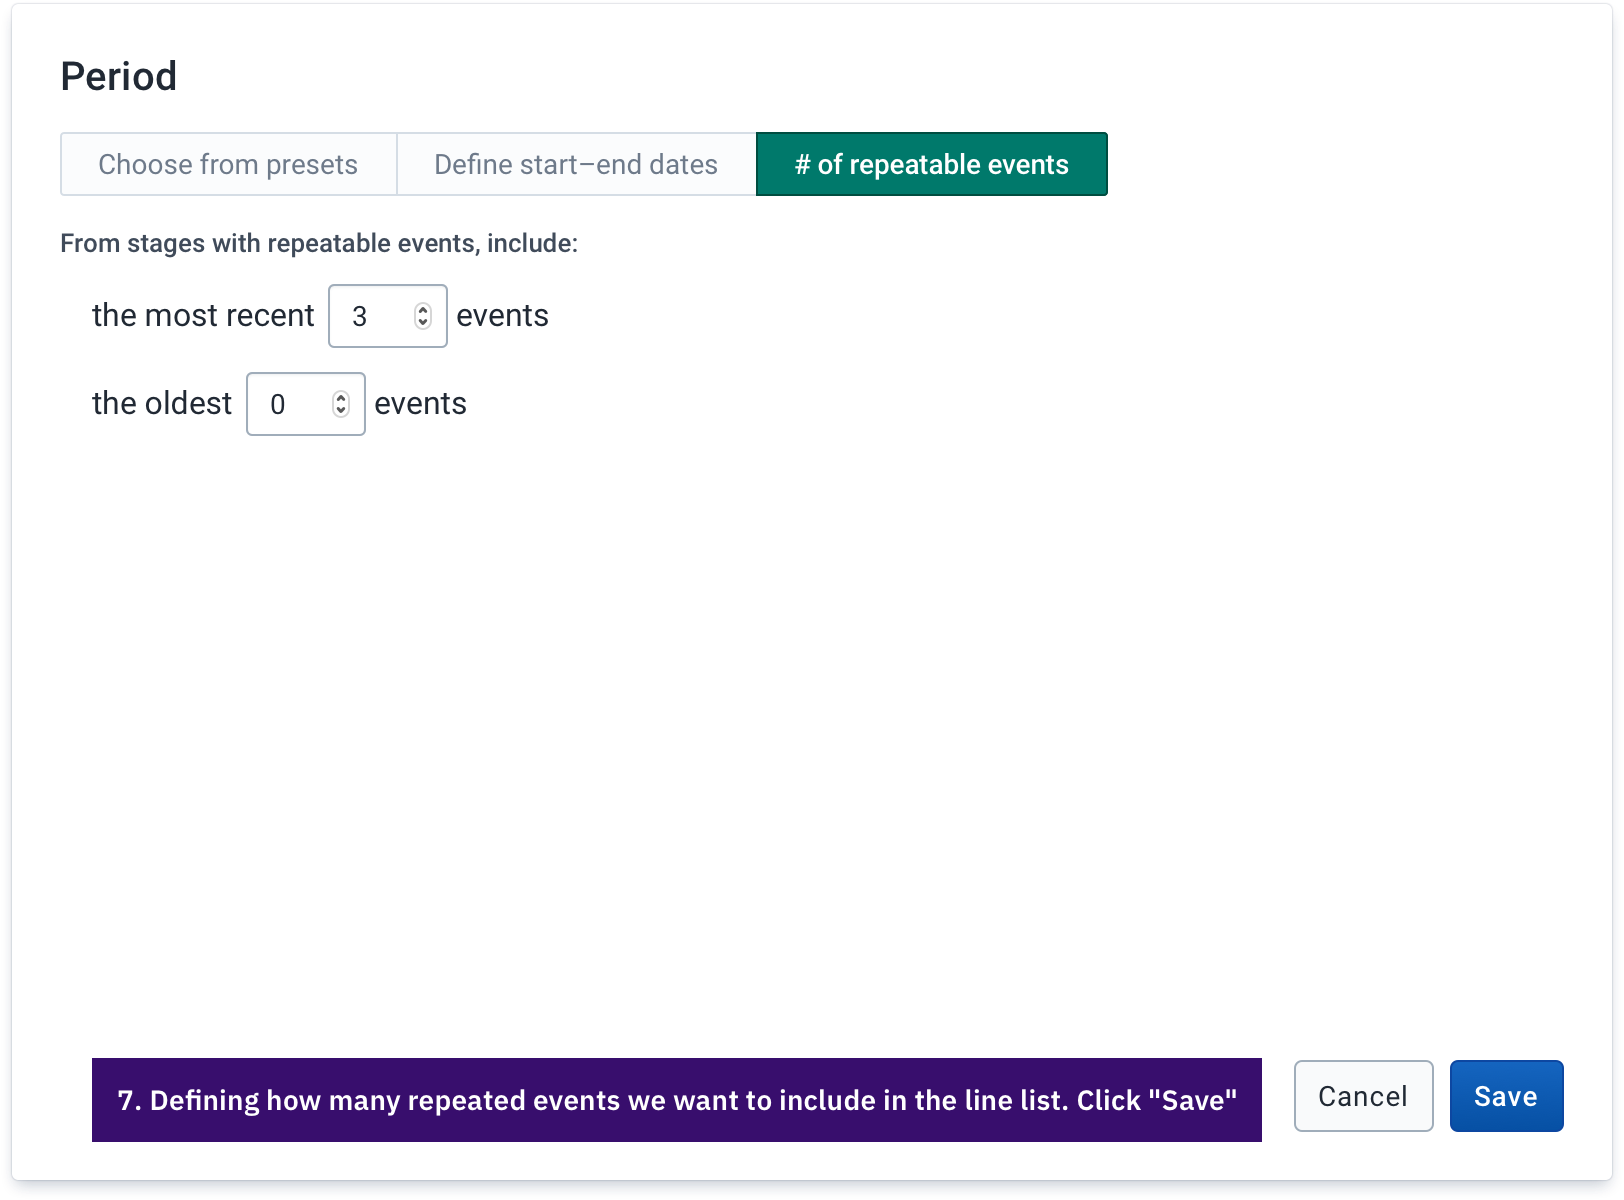 Period
Choose from presets
Define start–end dates
# of repeatable events
From stages with repeatable events, include:
the most recent 3 events
the oldest 0 events
7. Defining how many repeated events we want to include in the line list. Click "Save"
Cancel
Save